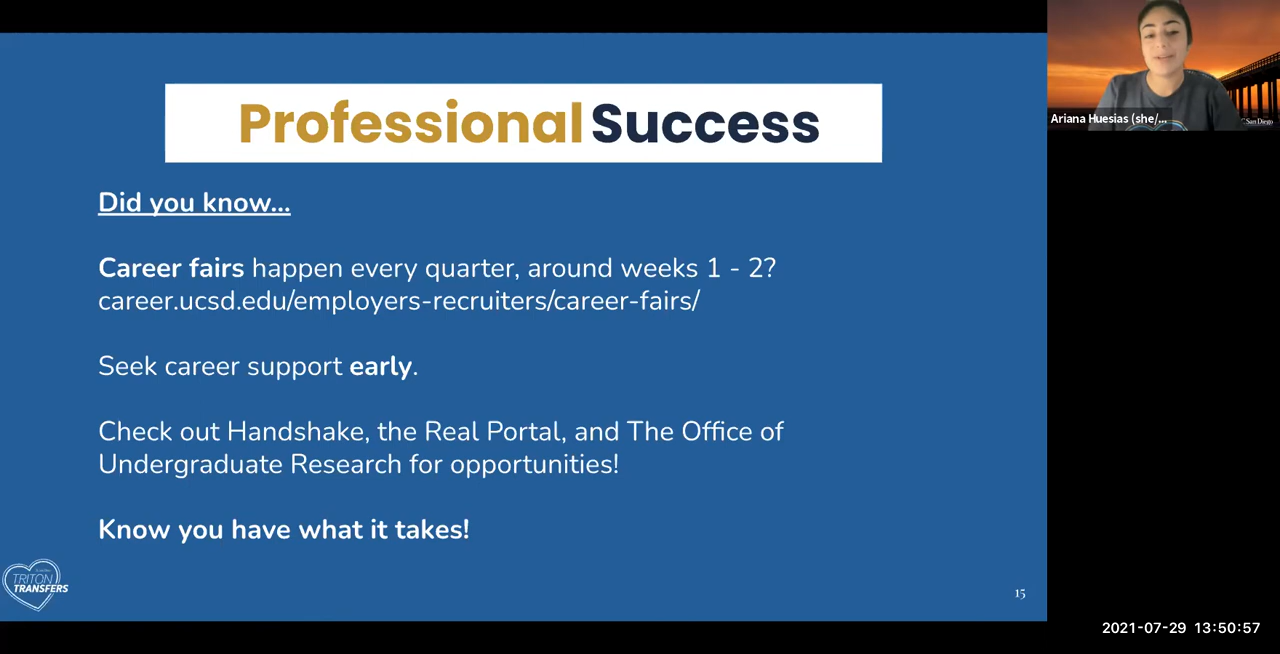 Professional Success
Did you know...
Career fairs happen every quarter, around weeks 1 - 2?
career.ucsd.edu/employers-recruiters/career-fairs/
Seek career support early.
Check out Handshake, the Real Portal, and The Office of
Undergraduate Research for opportunities!
Know you have what it takes!
TRITON
TRANSFERS
15
Ariana Huesias (she/...
San Diego
2021-07-29 13:50:57